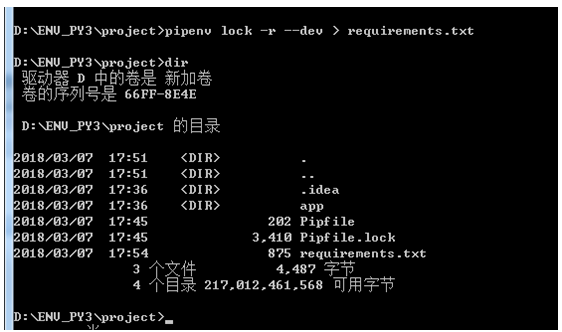 D:\ENV_PY3\project>pipenv lock -r --dev > requirements.txt
D:\ENV_PY3\project>dir
驱动器 D 中的卷是 新加卷
卷的序列号是 66FF-8E4E
D:\ENV_PY3\project 的目录
2018/03/07 17:51 <DIR> .
2018/03/07 17:51 <DIR> ..
2018/03/07 17:36 <DIR> .idea
2018/03/07 17:36 <DIR> app
2018/03/07 17:45 202 Pipfile
2018/03/07 17:45 3,410 Pipfile.lock
2018/03/07 17:54 875 requirements.txt
3 个文件 4,487 字节
4 个目录 217,012,461,568 可用字节
D:\ENV_PY3\project>_